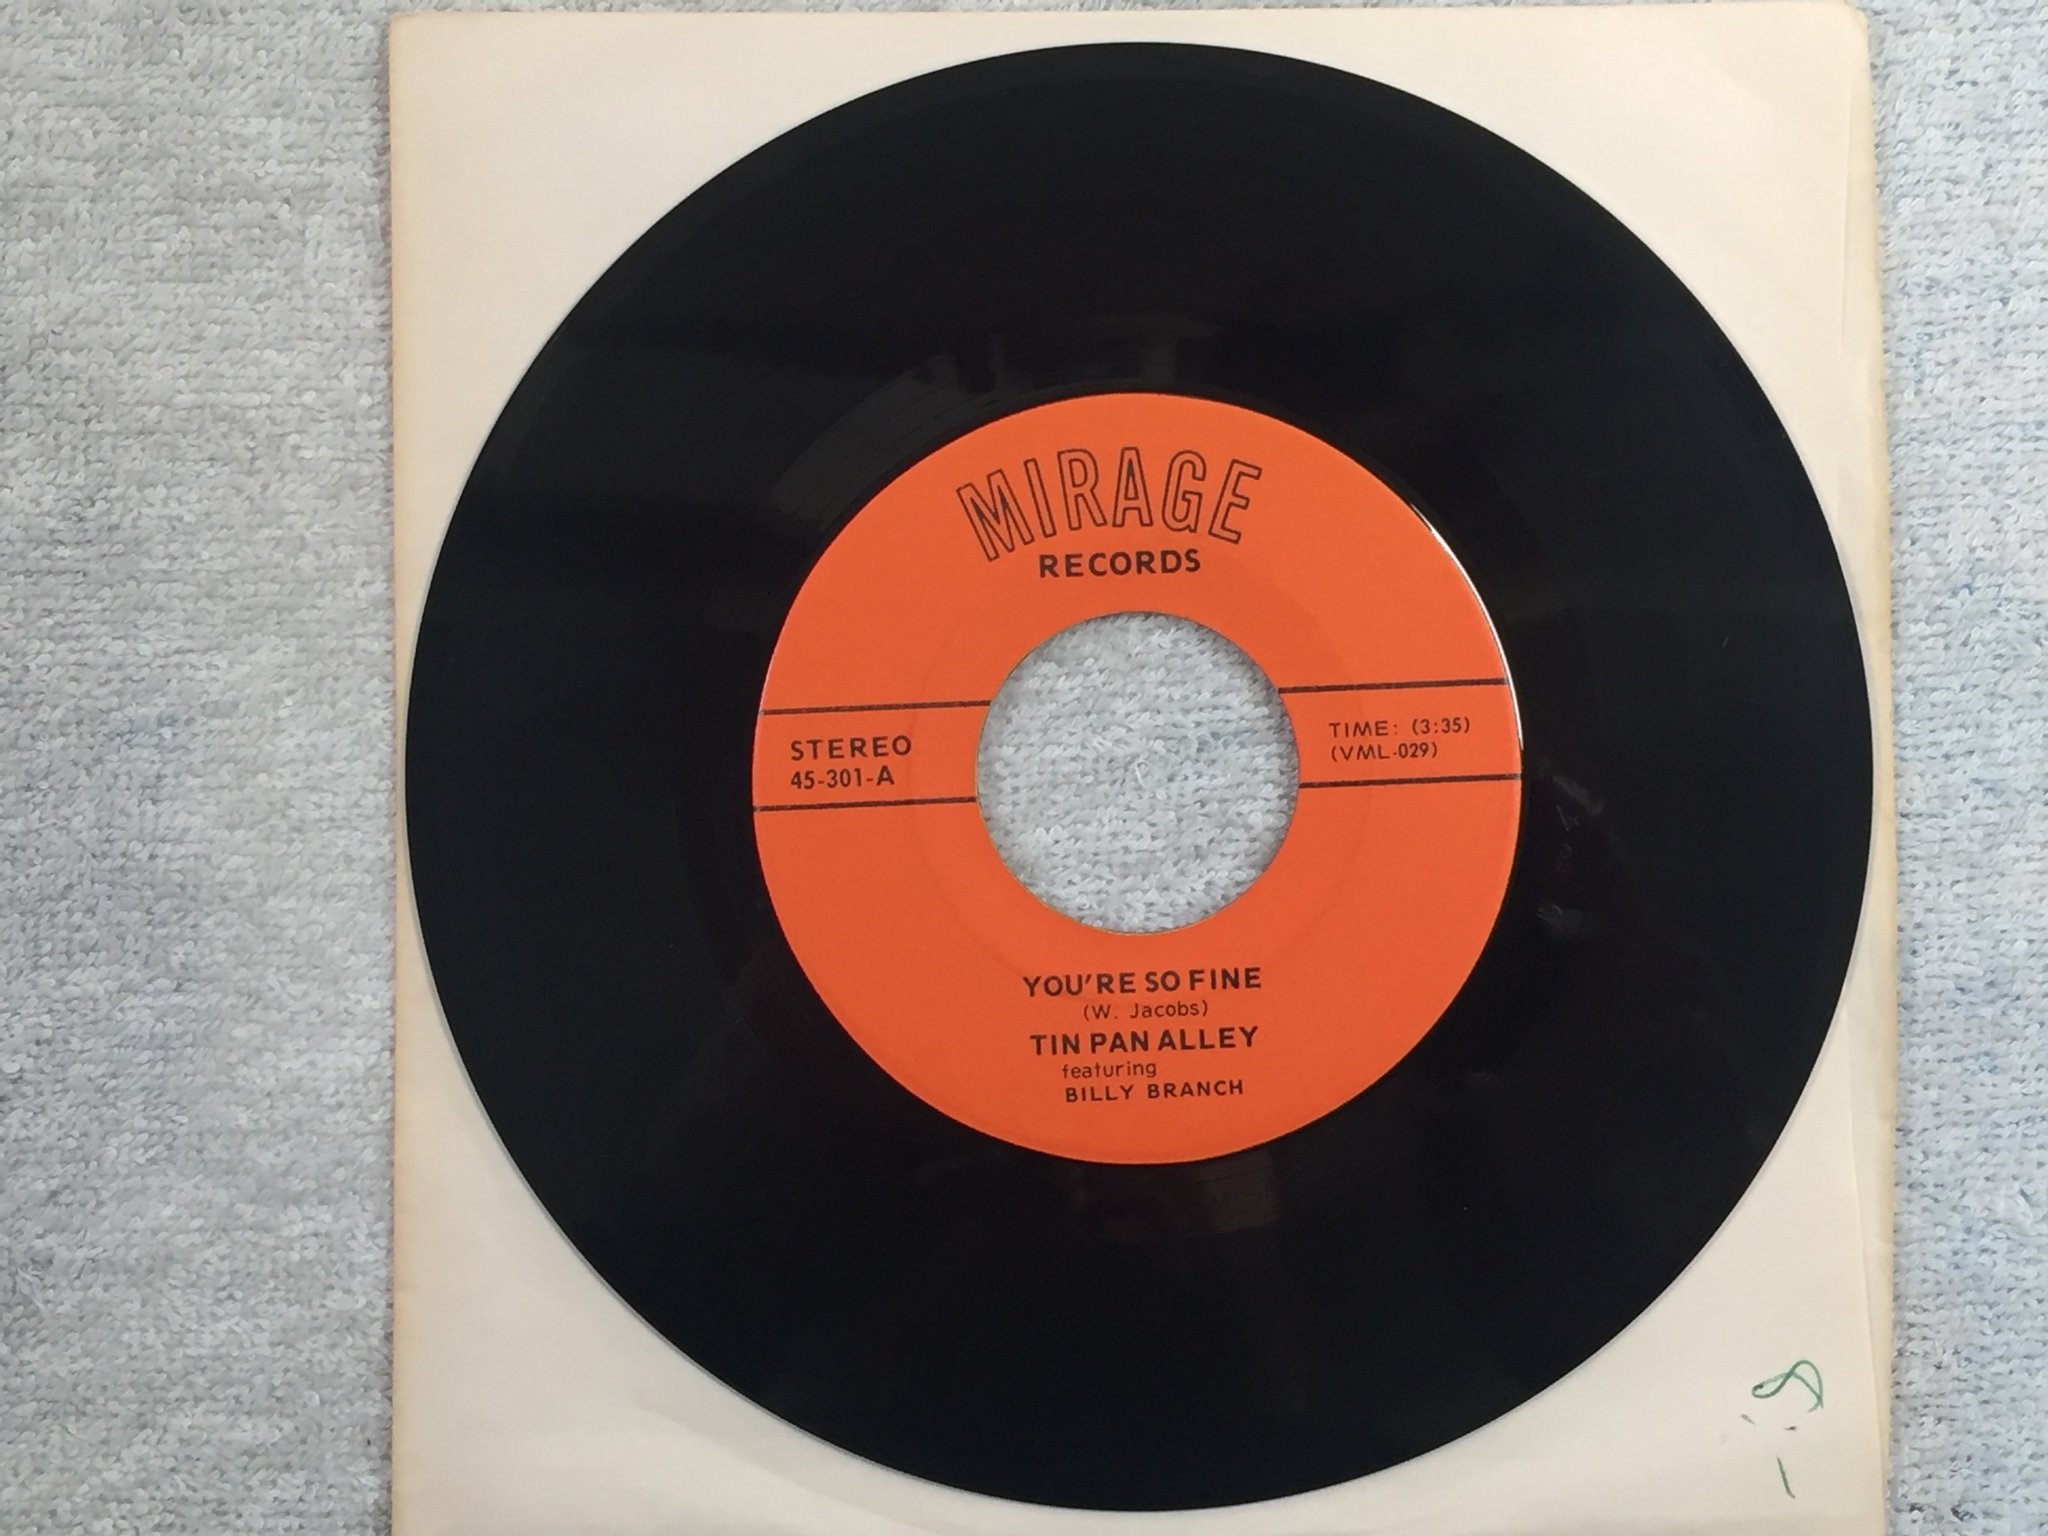 MIRAGE
RECORDS
STEREO
45-301-A
TIME: (3:35)
(VML-029)
YOU'RE SO FINE
(W. Jacobs)
TIN PAN ALLEY
featuring
BILLY BRANCH